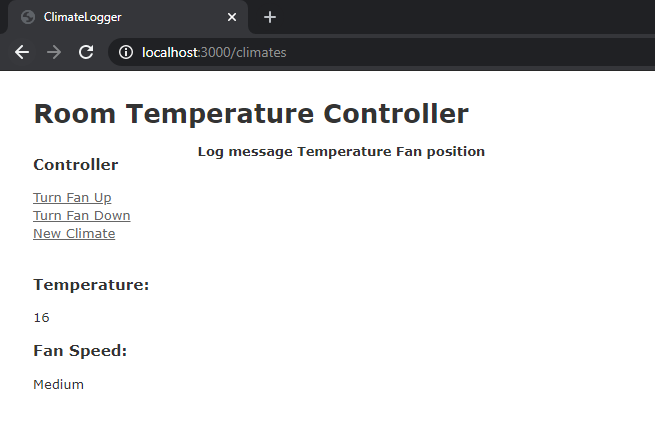 ClimateLogger
localhost:3000/climates
Room Temperature Controller
Controller
Turn Fan Up
Turn Fan Down
New Climate
Temperature:
16
Fan Speed:
Medium
Log message Temperature Fan position